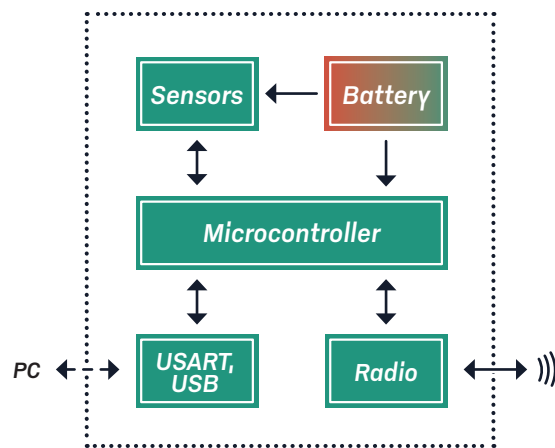 Sensors
Battery
Microcontroller
PC
USART,
USB
Radio